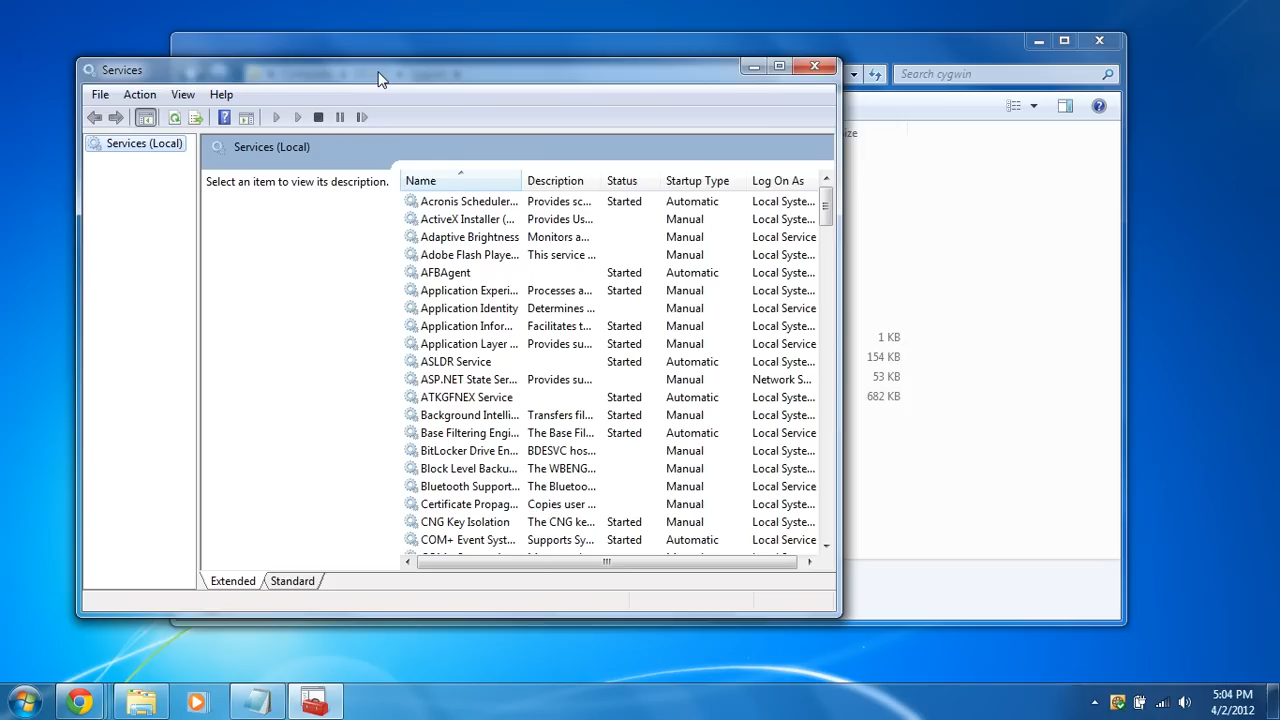 Services
Search cygwin
File Action View Help
Services (Local)
Services (Local)
Select an item to view its description.
Name Description Status Startup Type Log On As
Acronis Scheduler... Provides sc... Started Automatic Local Syste...
ActiveX Installer (... Provides Us... Manual Local Syste...
Adaptive Brightness Monitors a... Manual Local Service
Adobe Flash Playe... This service ... Manual Local Syste...
AFBAgent Started Automatic Local Syste...
Application Experi... Processes a... Started Manual Local Syste...
Application Identity Determines ... Manual Local Service
Application Infor... Facilitates t... Started Manual Local Syste...
Application Layer ... Provides su... Started Manual Local Service
ASLDR Service Started Automatic Local Syste...
ASP.NET State Ser... Provides su... Manual Network S...
ATKGFNEX Service Started Automatic Local Syste...
Background Intelli... Transfers fil... Started Manual Local Syste...
Base Filtering Engi... The Base Fil... Started Automatic Local Service
BitLocker Drive En... BDESVC hos... Manual Local Syste...
Block Level Backu... The WBENG... Manual Local Syste...
Bluetooth Support... The Bluetoo... Manual Local Service
Certificate Propag... Copies user ... Manual Local Syste...
CNG Key Isolation The CNG ke... Started Manual Local Syste...
COM+ Event Syst... Supports Sy... Started Automatic Local Service
1 KB
154 KB
53 KB
682 KB
Extended Standard
5:04 PM
4/2/2012